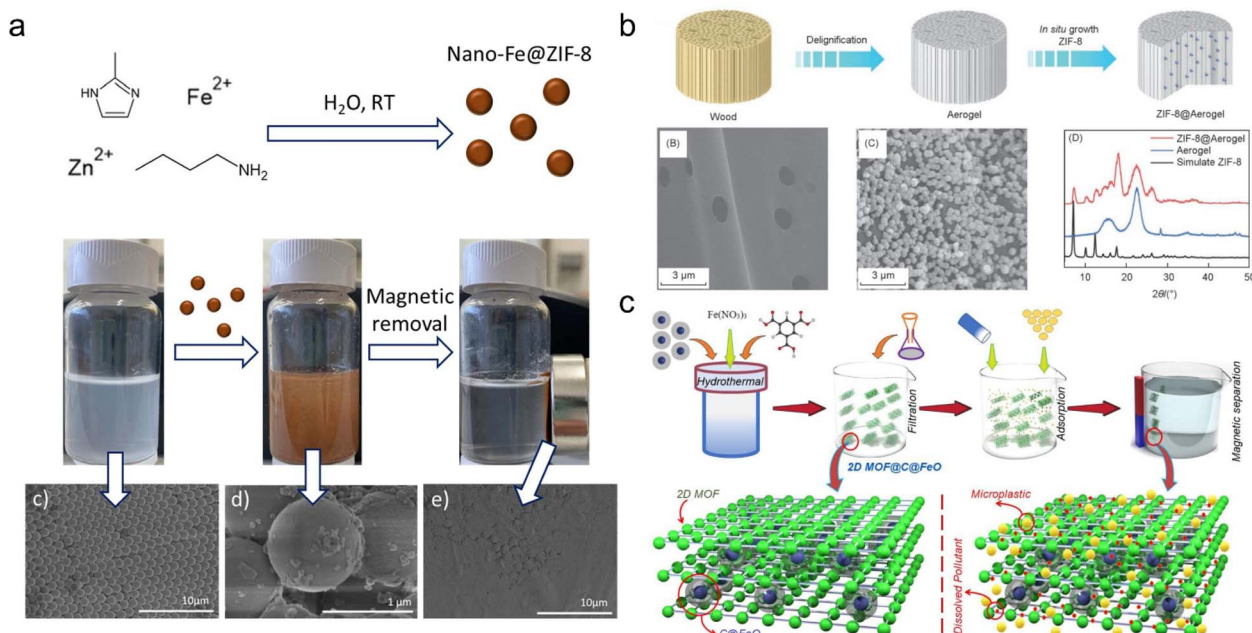 a
HN
N
Fe2+
Zn2+
NH2
H2O, RT
Nano-Fe@ZIF-8
Magnetic
removal
c)
10µm
d)
1 µm
e)
10µm
b
Delignification
In situ growth
ZIF-8
Wood
Aerogel
ZIF-8@Aerogel
(B)
3 µm
(C)
3 µm
(D)
ZIF-8@Aerogel
Aerogel
Simulate ZIF-8
10 20 30 40 50
2θ/(°)
c
Fe(NO3)3
Hydrothermal
Filtration
Adsorption
Magnetic separation
2D MOF@C@FeO
2D MOF
C@FeO
Microplastic
Dissolved Pollutant